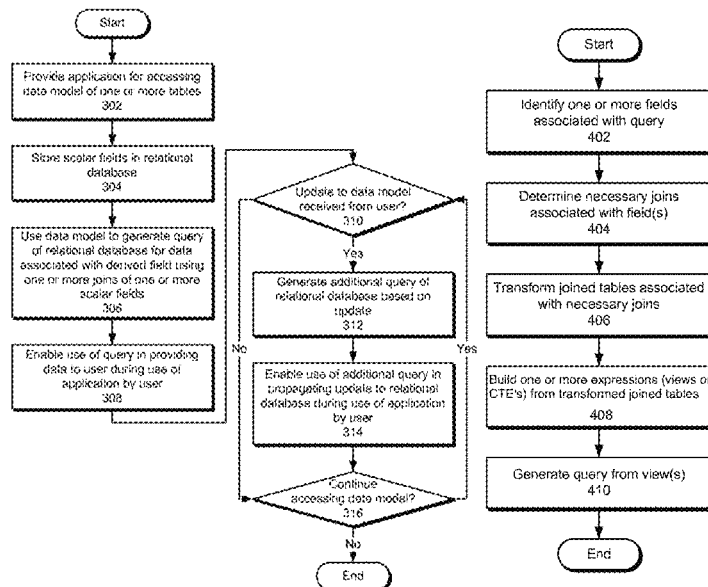 Start
Provide application for accessing
data model of one or more tables
302
Store scalar fields in relational
database
304
Use data model to generate query
of relational database for data
associated with derived field using
one or more joins of one or more
scalar fields
306
Enable use of query in providing
data to user during use of
application by user
308
Update to data model
received from user?
310
Yes
Generate additional query of
relational database based on
update
312
No
Yes
Enable use of additional query in
propagating update to relational
database during use of application
by user
314
Continue
accessing data model?
316
No
End
Start
Identify one or more fields
associated with query
402
Determine necessary joins
associated with field(s)
404
Transform joined tables
associated with necessary joins
406
Build one or more expressions (views or
CTE's) from transformed joined tables
408
Generate query from view(s)
410
End